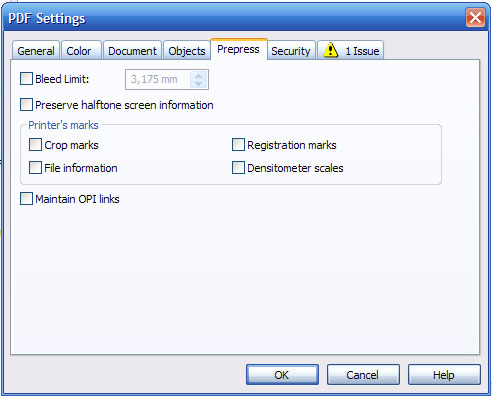 PDF Settings
General Color Document Objects Prepress Security 1 Issue
Bleed Limit: 3,175 mm
Preserve halftone screen information
Printer's marks
Crop marks Registration marks
File information Densitometer scales
Maintain OPI links
OK Cancel Help